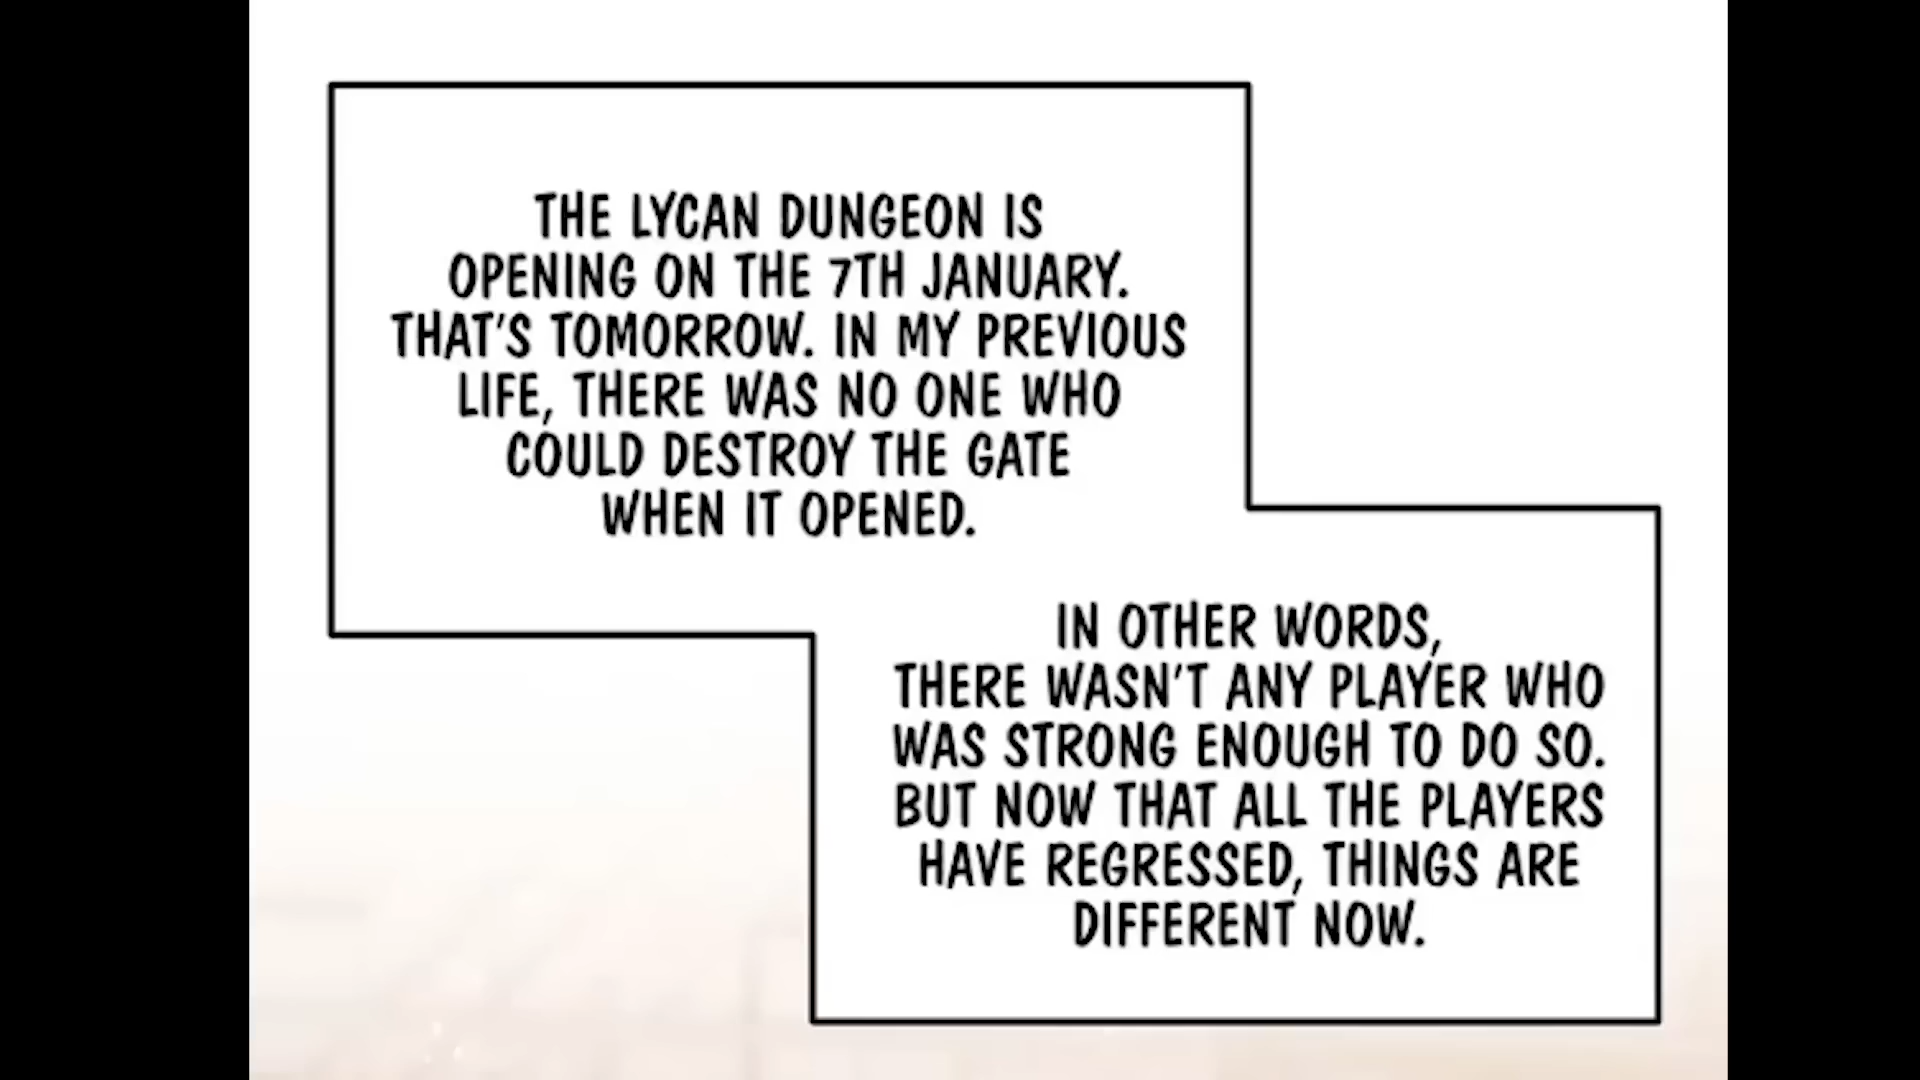 THE LYCAN DUNGEON IS
OPENING ON THE 7TH JANUARY.
THAT'S TOMORROW. IN MY PREVIOUS
LIFE, THERE WAS NO ONE WHO
COULD DESTROY THE GATE
WHEN IT OPENED.
IN OTHER WORDS,
THERE WASN'T ANY PLAYER WHO
WAS STRONG ENOUGH TO DO SO.
BUT NOW THAT ALL THE PLAYERS
HAVE REGRESSED, THINGS ARE
DIFFERENT NOW.